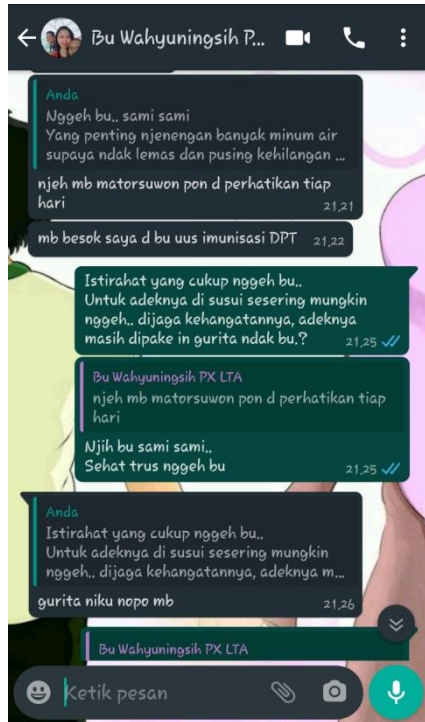 Bu Wahyuningsih P...
Anda
Nggeh bu.. sami sami
Yang penting njenengan banyak minum air
supaya ndak lemas dan pusing kehilangan ...
njeh mb matorsuwon pon d perhatikan tiap
hari
21.21
mb besok saya d bu uus imunisasi DPT 21.22
Istirahat yang cukup nggeh bu..
Untuk adeknya di susui sesering mungkin
nggeh.. dijaga kehangatannya, adeknya
masih dipake in gurita ndak bu.? 21.25
Bu Wahyuningsih PX LTA
njeh mb matorsuwon pon d perhatikan tiap
hari
Njih bu sami sami..
Sehat trus nggeh bu 21.25
Anda
Istirahat yang cukup nggeh bu..
Untuk adeknya di susui sesering mungkin
nggeh.. dijaga kehangatannya, adeknya m...
gurita niku nopo mb 21.26
Bu Wahyuningsih PX LTA
Ketik pesan